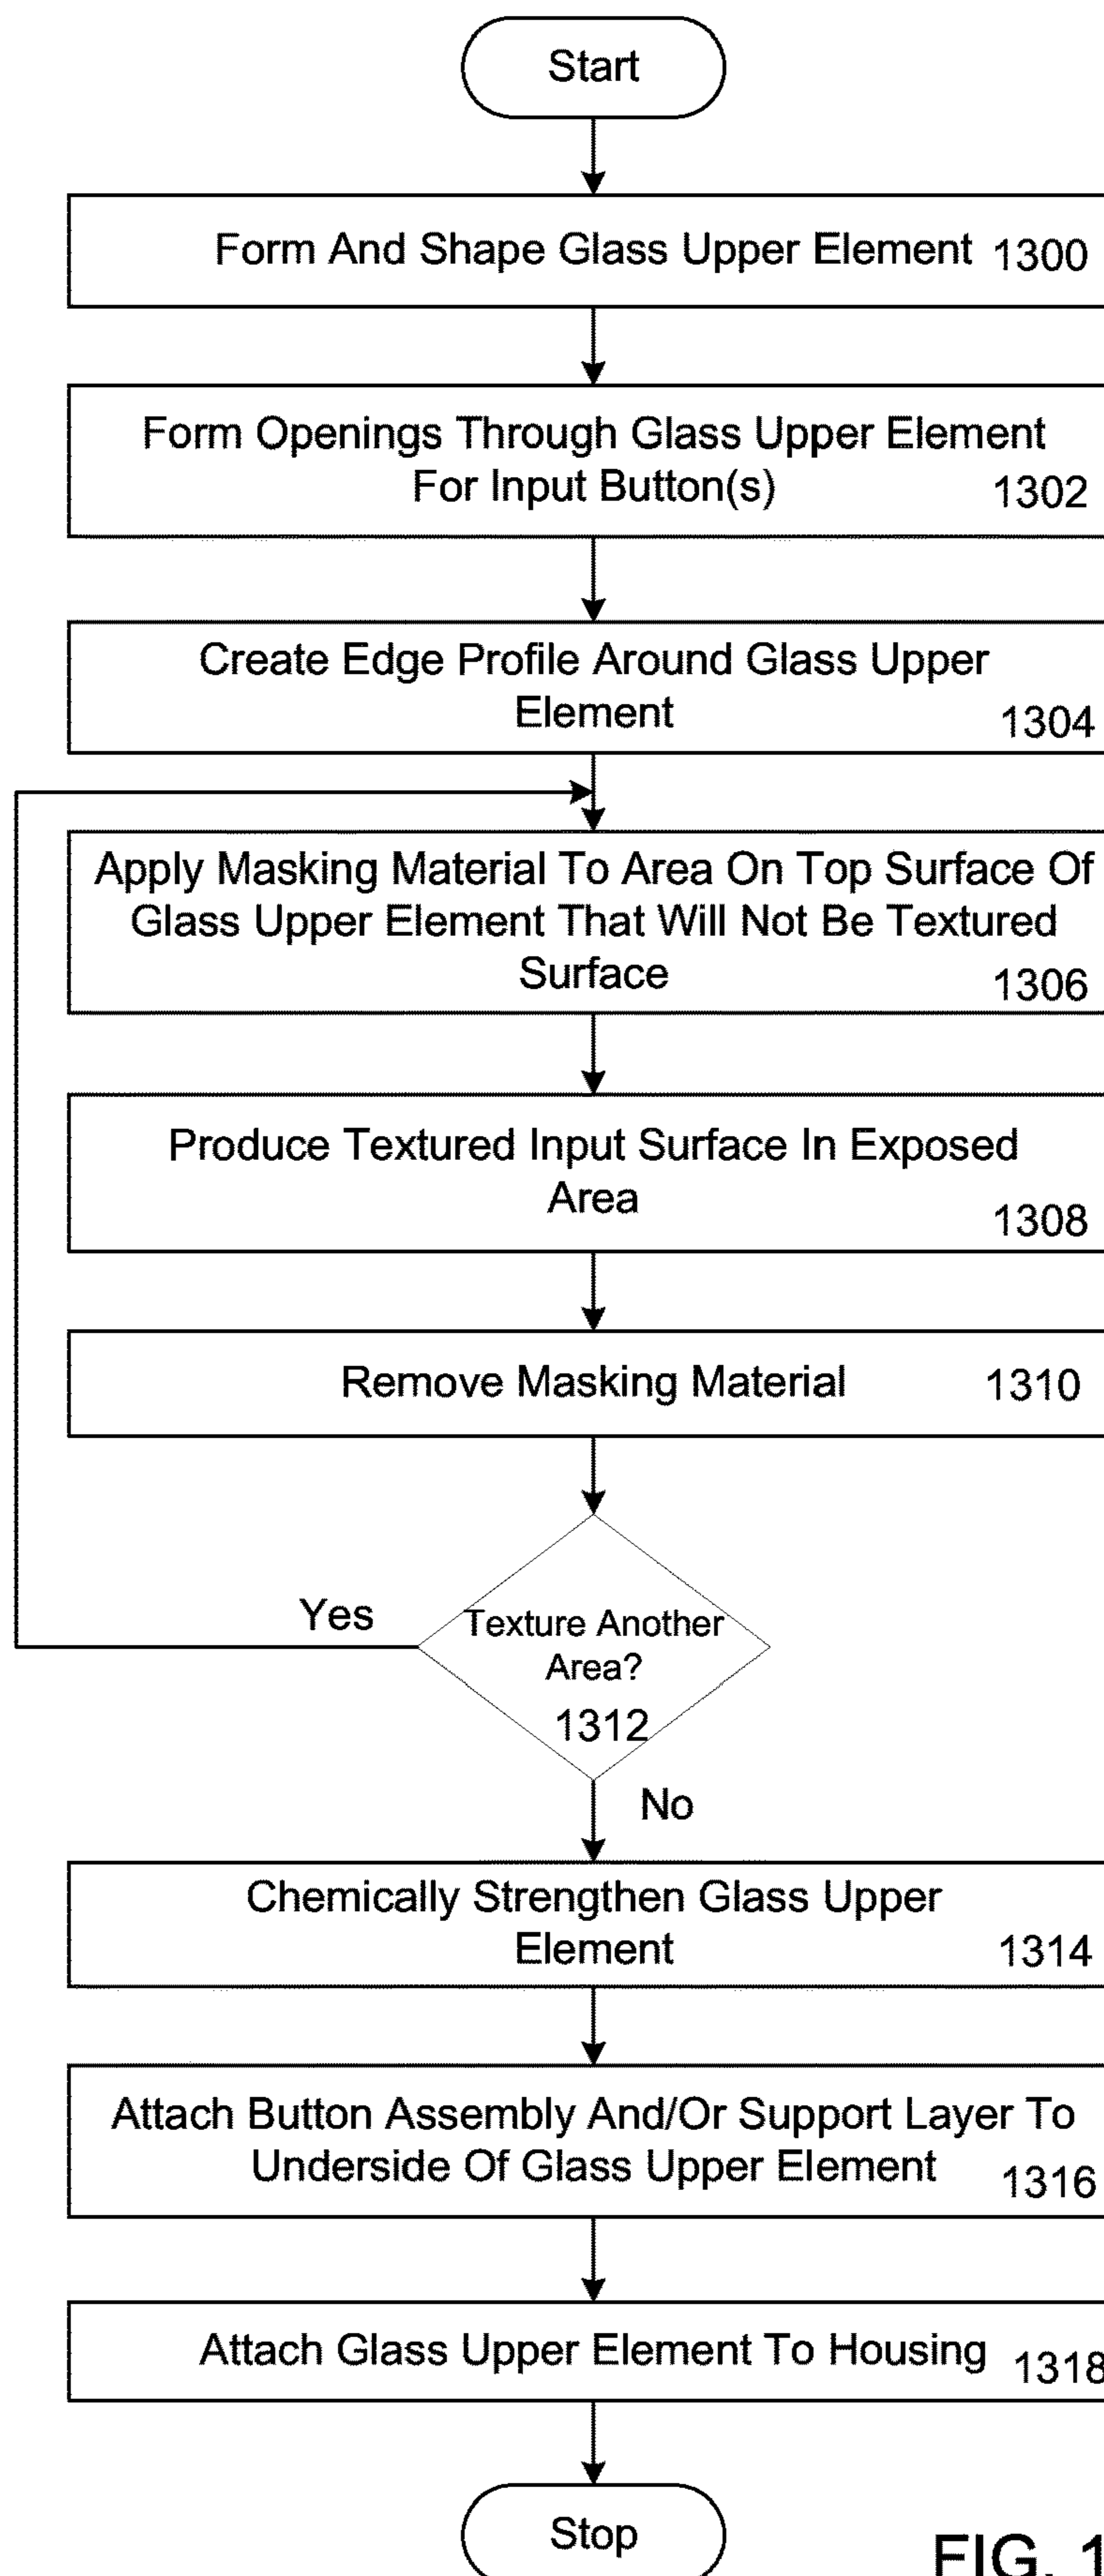 Start
Form And Shape Glass Upper Element 1300
Form Openings Through Glass Upper Element
For Input Button(s)
1302
Create Edge Profile Around Glass Upper
Element
1304
Apply Masking Material To Area On Top Surface Of
Glass Upper Element That Will Not Be Textured
Surface
1306
Produce Textured Input Surface In Exposed
Area
1308
Remove Masking Material 1310
Texture Another
Area?
1312
Yes
No
Chemically Strengthen Glass Upper
Element
1314
Attach Button Assembly And/Or Support Layer To
Underside Of Glass Upper Element
1316
Attach Glass Upper Element To Housing 1318
Stop
FIG. 1